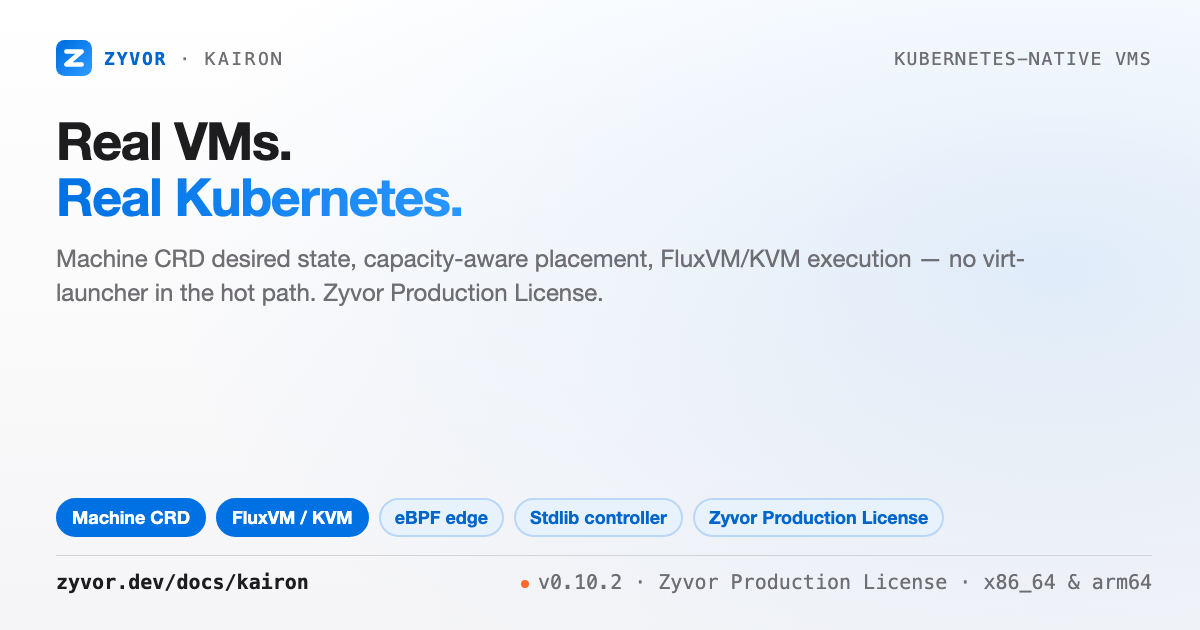 ZYVOR · KAIRON
KUBERNETES-NATIVE VMS
Real VMs.
Real Kubernetes.
Machine CRD desired state, capacity-aware placement, FluxVM/KVM execution — no virt-
launcher in the hot path. Zyvor Production License.
Machine CRD
FluxVM / KVM
eBPF edge
Stdlib controller
Zyvor Production License
zyvor.dev/docs/kairon
v0.10.2 · Zyvor Production License · x86_64 & arm64